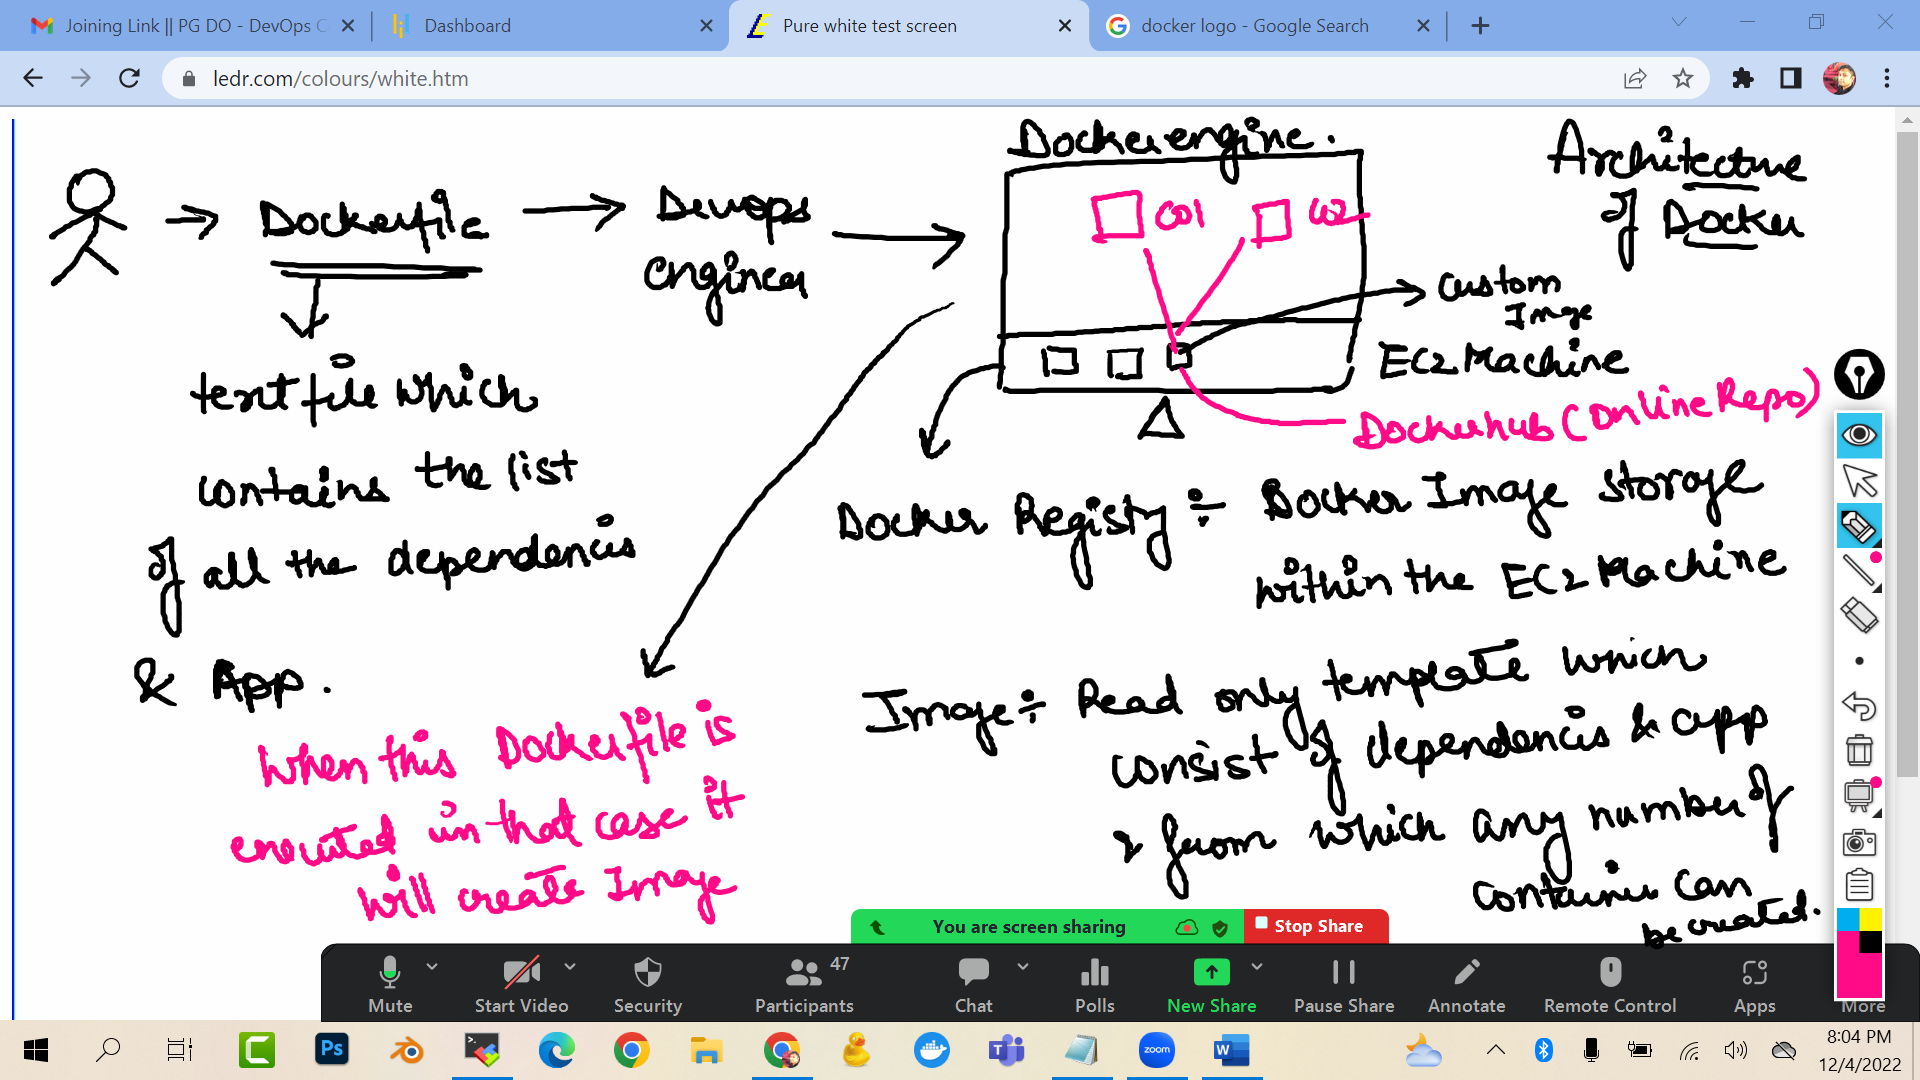 Joining Link || PG DO - DevOps C
Dashboard
Pure white test screen
docker logo - Google Search
ledr.com/colours/white.htm
Architecture
of Docker
Dockerengine.
Dockerfile
Devops
engineer
CO1
CO2
Custom
Image
EC2 Machine
Dockerhub (Online Repo)
text file which
contains the list
of all the dependencies
& App.
When this Dockerfile is
executed in that case it
will create Image
Docker Registry ÷ Docker Image storage
within the EC2 Machine
Image ÷ Read only template which
consist of dependencis & app
& from which any number of
containers can
be created.
You are screen sharing
Stop Share
Mute
Start Video
Security
Participants
47
Chat
Polls
New Share
Pause Share
Annotate
Remote Control
Apps
More
Ps
zoom
W
8:04 PM
12/4/2022